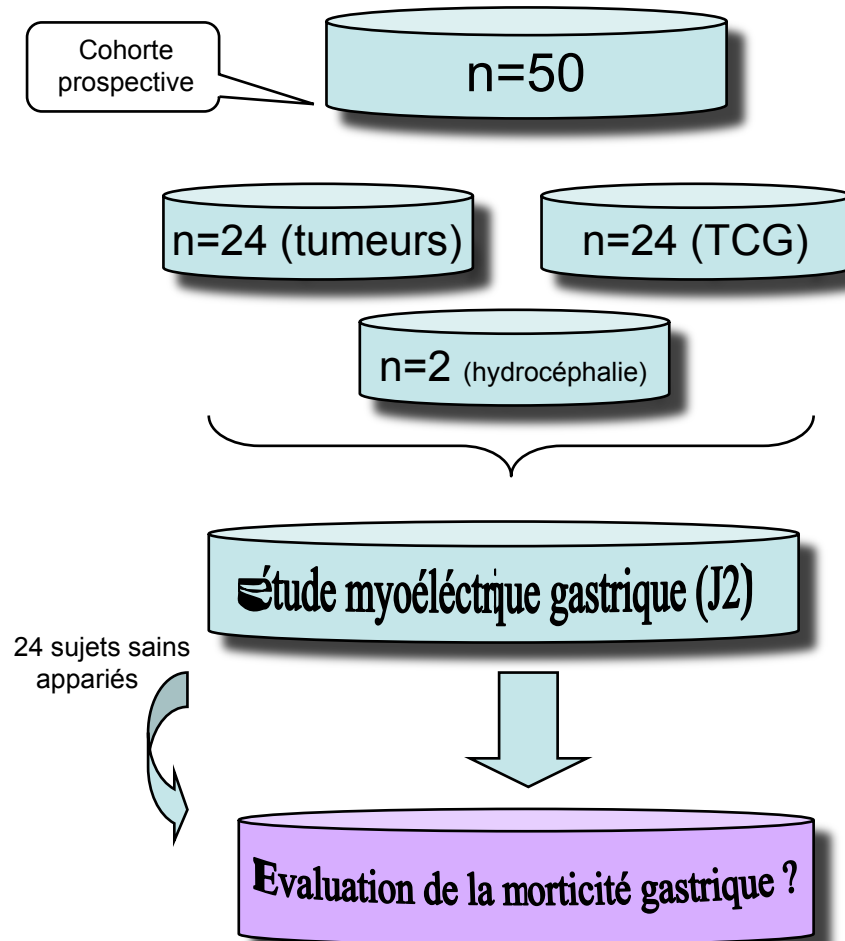 Cohorte
prospective
n=50
n=24 (tumeurs)
n=24 (TCG)
n=2 (hydrocéphalie)
étude myoéléctrique gastrique (J2)
24 sujets sains
appariés
Evaluation de la morticité gastrique ?